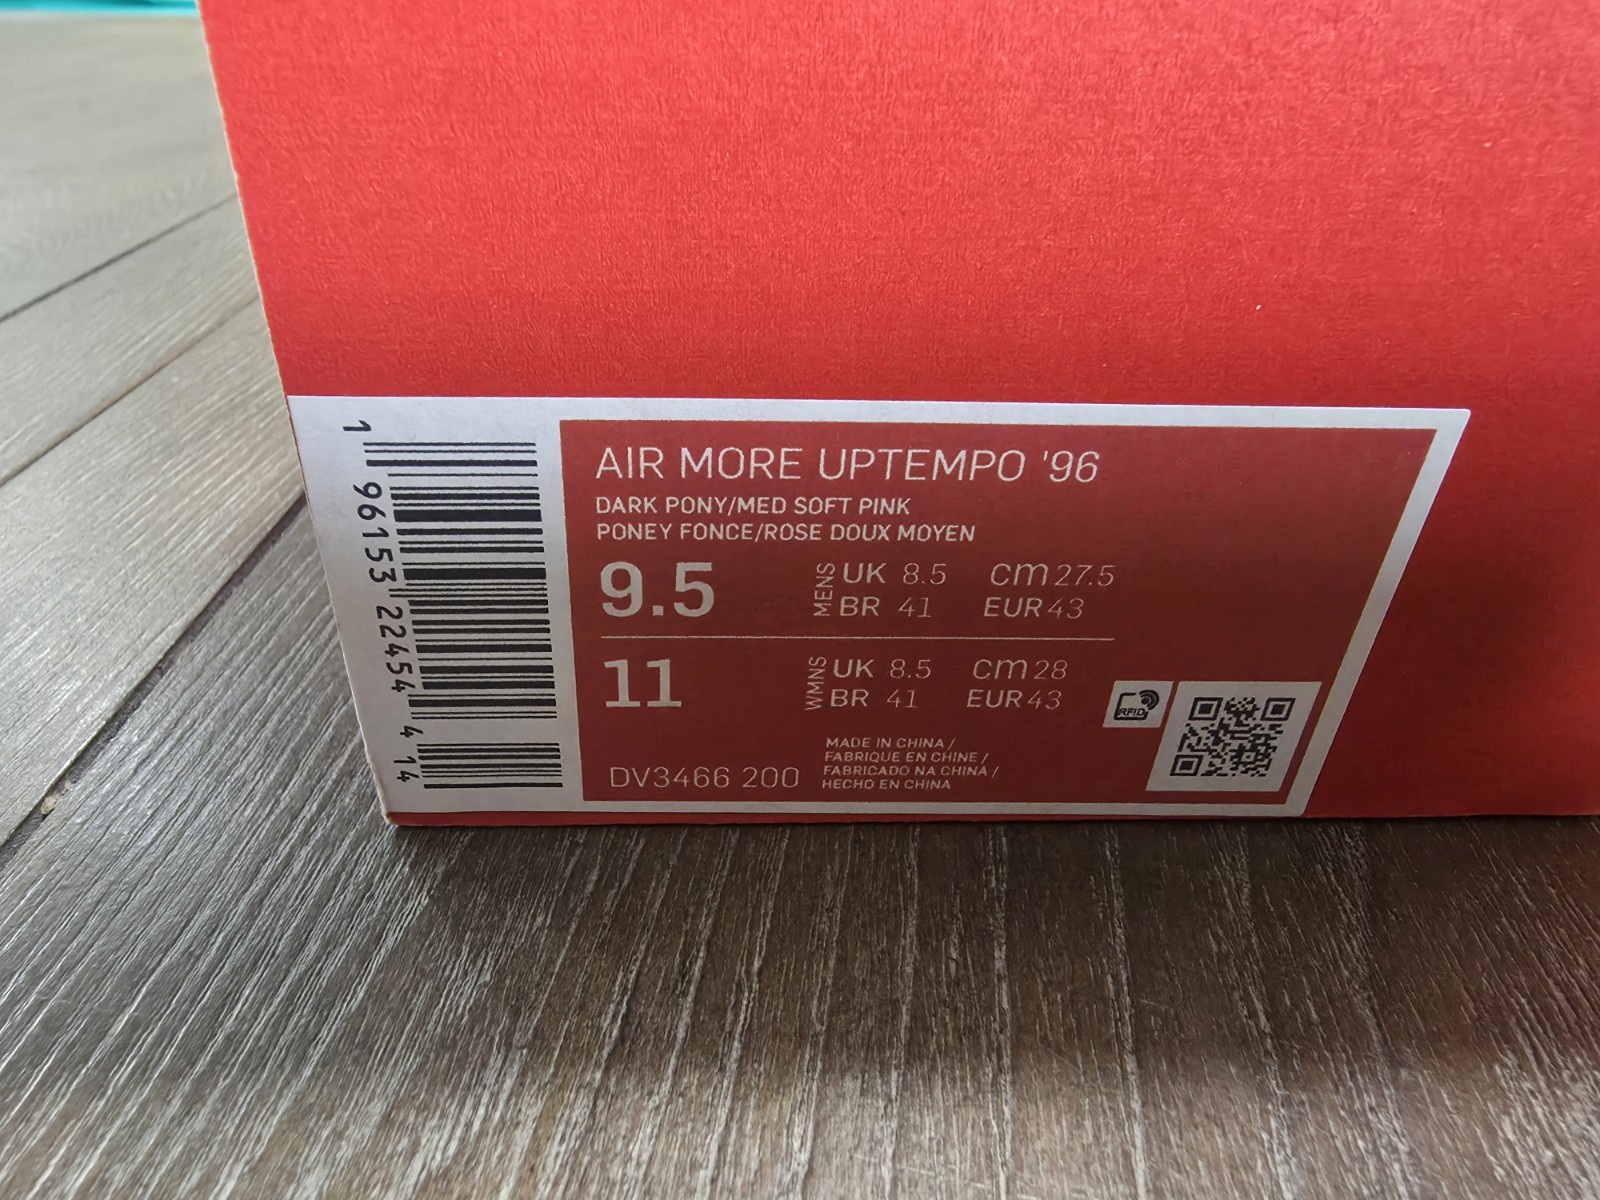 1 96153 22454 4 14
AIR MORE UPTEMPO '96
DARK PONY/MED SOFT PINK
PONEY FONCE/ROSE DOUX MOYEN
9.5 MENS UK 8.5 cm 27.5
BR 41 EUR 43
11 WMNS UK 8.5 cm 28
BR 41 EUR 43
RFID
DV3466 200
MADE IN CHINA /
FABRIQUE EN CHINE /
FABRICADO NA CHINA /
HECHO EN CHINA